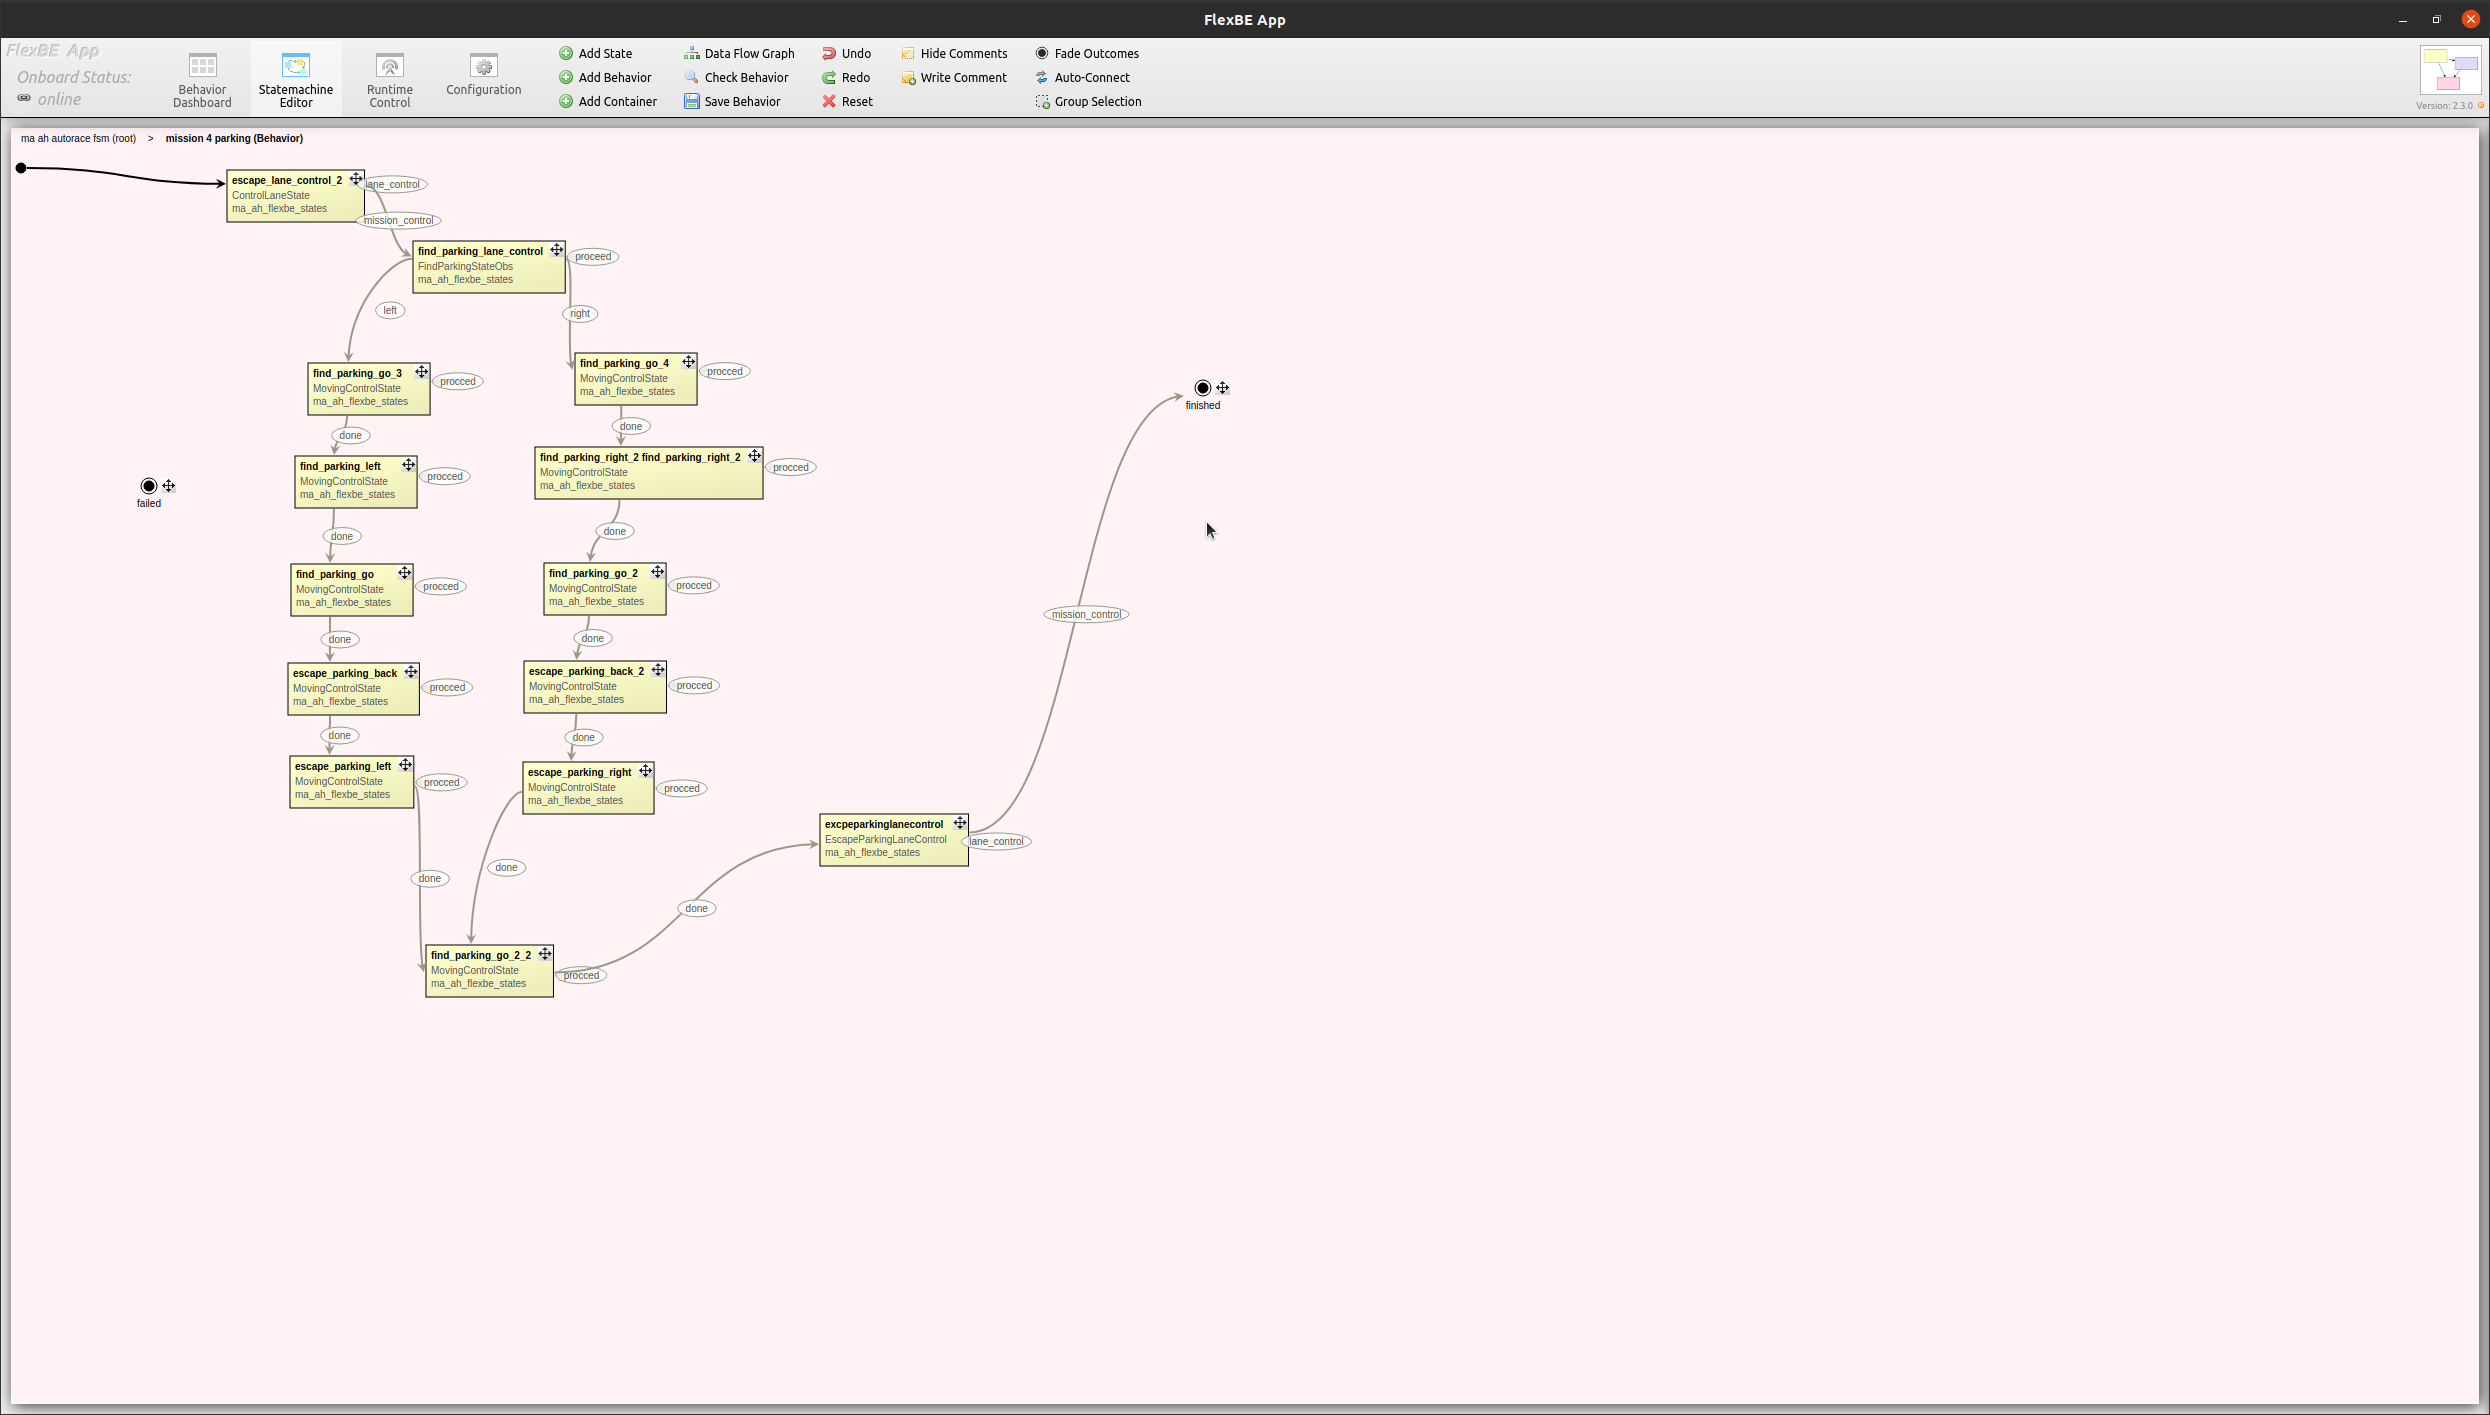 FlexBE App
FlexBE App
Onboard Status:
online
Behavior
Dashboard
Statemachine
Editor
Runtime
Control
Configuration
Add State
Add Behavior
Add Container
Data Flow Graph
Check Behavior
Save Behavior
Undo
Redo
Reset
Hide Comments
Write Comment
Fade Outcomes
Auto-Connect
Group Selection
Version: 2.3.0
ma ah autorace fsm (root) > mission 4 parking (Behavior)
escape_lane_control_2
ControlLaneState
ma_ah_flexbe_states
lane_control
mission_control
find_parking_lane_control
FindParkingStateObs
ma_ah_flexbe_states
proceed
left
right
find_parking_go_3
MovingControlState
ma_ah_flexbe_states
procced
done
find_parking_go_4
MovingControlState
ma_ah_flexbe_states
procced
done
finished
failed
find_parking_left
MovingControlState
ma_ah_flexbe_states
procced
done
find_parking_right_2 find_parking_right_2
MovingControlState
ma_ah_flexbe_states
procced
done
find_parking_go
MovingControlState
ma_ah_flexbe_states
procced
done
find_parking_go_2
MovingControlState
ma_ah_flexbe_states
procced
done
mission_control
escape_parking_back
MovingControlState
ma_ah_flexbe_states
procced
done
escape_parking_back_2
MovingControlState
ma_ah_flexbe_states
procced
done
escape_parking_left
MovingControlState
ma_ah_flexbe_states
procced
done
escape_parking_right
MovingControlState
ma_ah_flexbe_states
procced
done
excpeparkinglanecontrol
EscapeParkingLaneControl
ma_ah_flexbe_states
lane_control
done
find_parking_go_2_2
MovingControlState
ma_ah_flexbe_states
procced